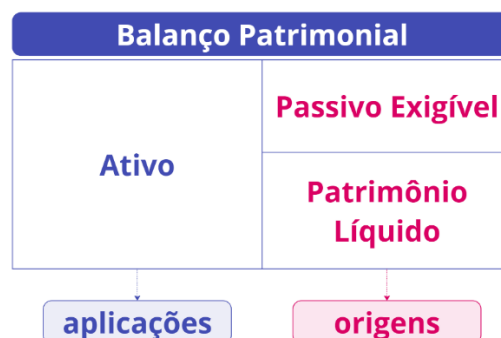 Balanço Patrimonial
Ativo
Passivo Exigível
Patrimônio
Líquido
aplicações
origens